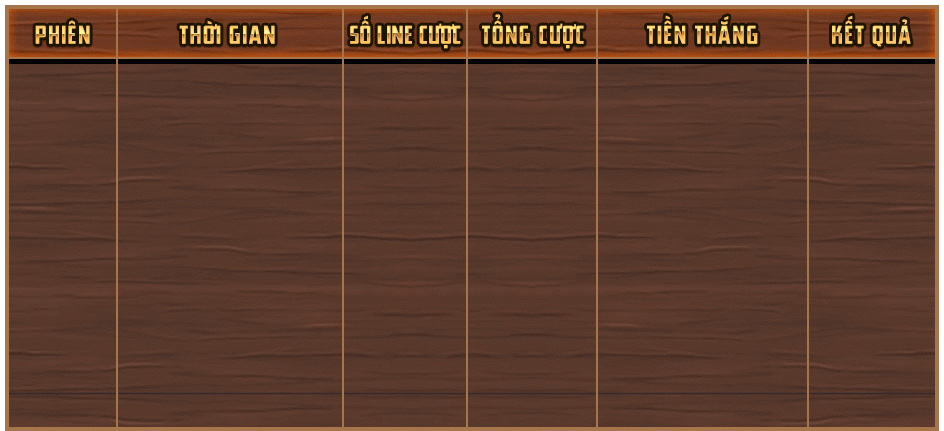 PHIÊN THỜI GIAN SỐ LINE CƯỢC TỔNG CƯỢC TIỀN THẮNG KẾT QUẢ